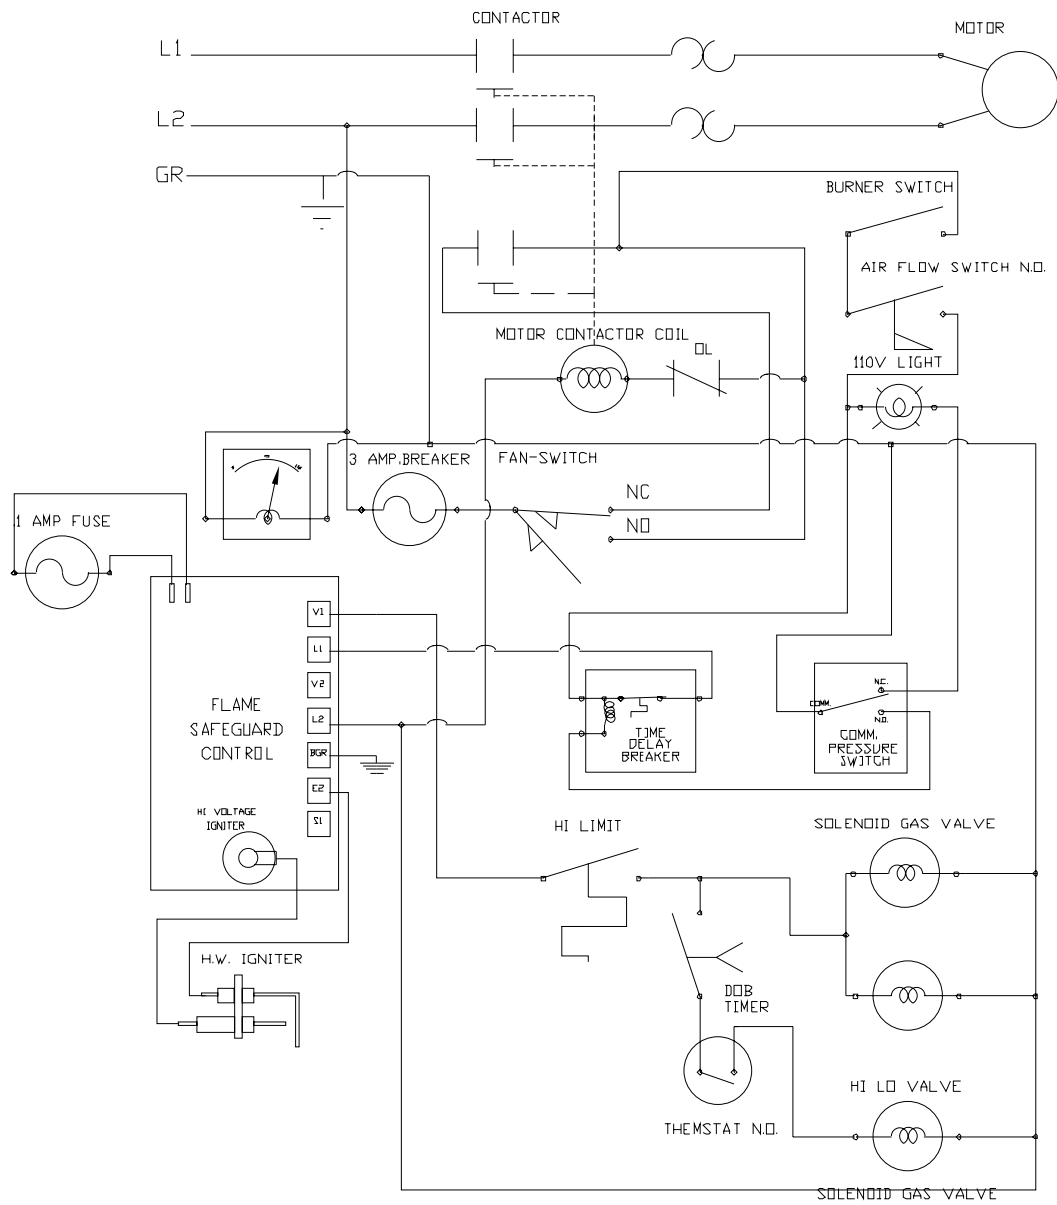 CONTACTOR
MOTOR
L1
L2
GR
BURNER SWITCH
AIR FLOW SWITCH N.O.
MOTOR CONTACTOR COIL
OL
110V LIGHT
3 AMP.BREAKER
FAN-SWITCH
NC
NO
.1 AMP FUSE
V1
L1
V2
L2
BGR
E2
S1
FLAME
SAFEGUARD
CONTROL
HI VOLTAGE
IGNITER
H.W. IGNITER
TIME
DELAY
BREAKER
N.C.
COMM.
N.O.
COMM.
PRESSURE
SWITCH
HI LIMIT
SOLENOID GAS VALVE
DOB
TIMER
THEMSTAT N.O.
HI LO VALVE
SOLENOID GAS VALVE